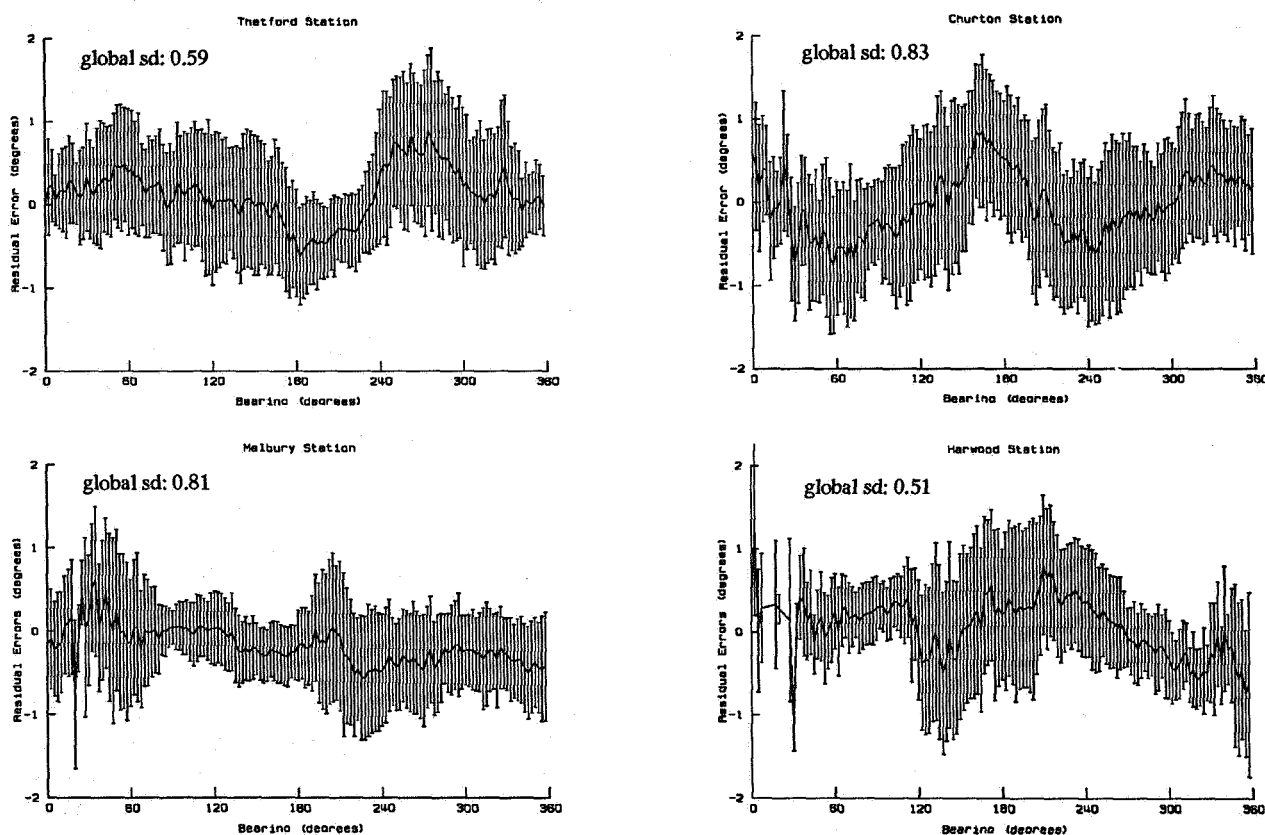 Thetford Station
global sd: 0.59
Residual Error (degrees)
2
1
0
-1
-2
0 60 120 180 240 300 360
Bearing (degrees)
Churton Station
global sd: 0.83
Residual Error (degrees)
2
1
0
-1
-2
0 60 120 180 240 300 360
Bearing (degrees)
Melbury Station
global sd: 0.81
Residual Errors (degrees)
2
1
0
-1
-2
0 60 120 180 240 300 360
Bearing (degrees)
Harwood Station
global sd: 0.51
Residual Errors (degrees)
2
1
0
-1
-2
0 60 120 180 240 300 360
Bearing (degrees)